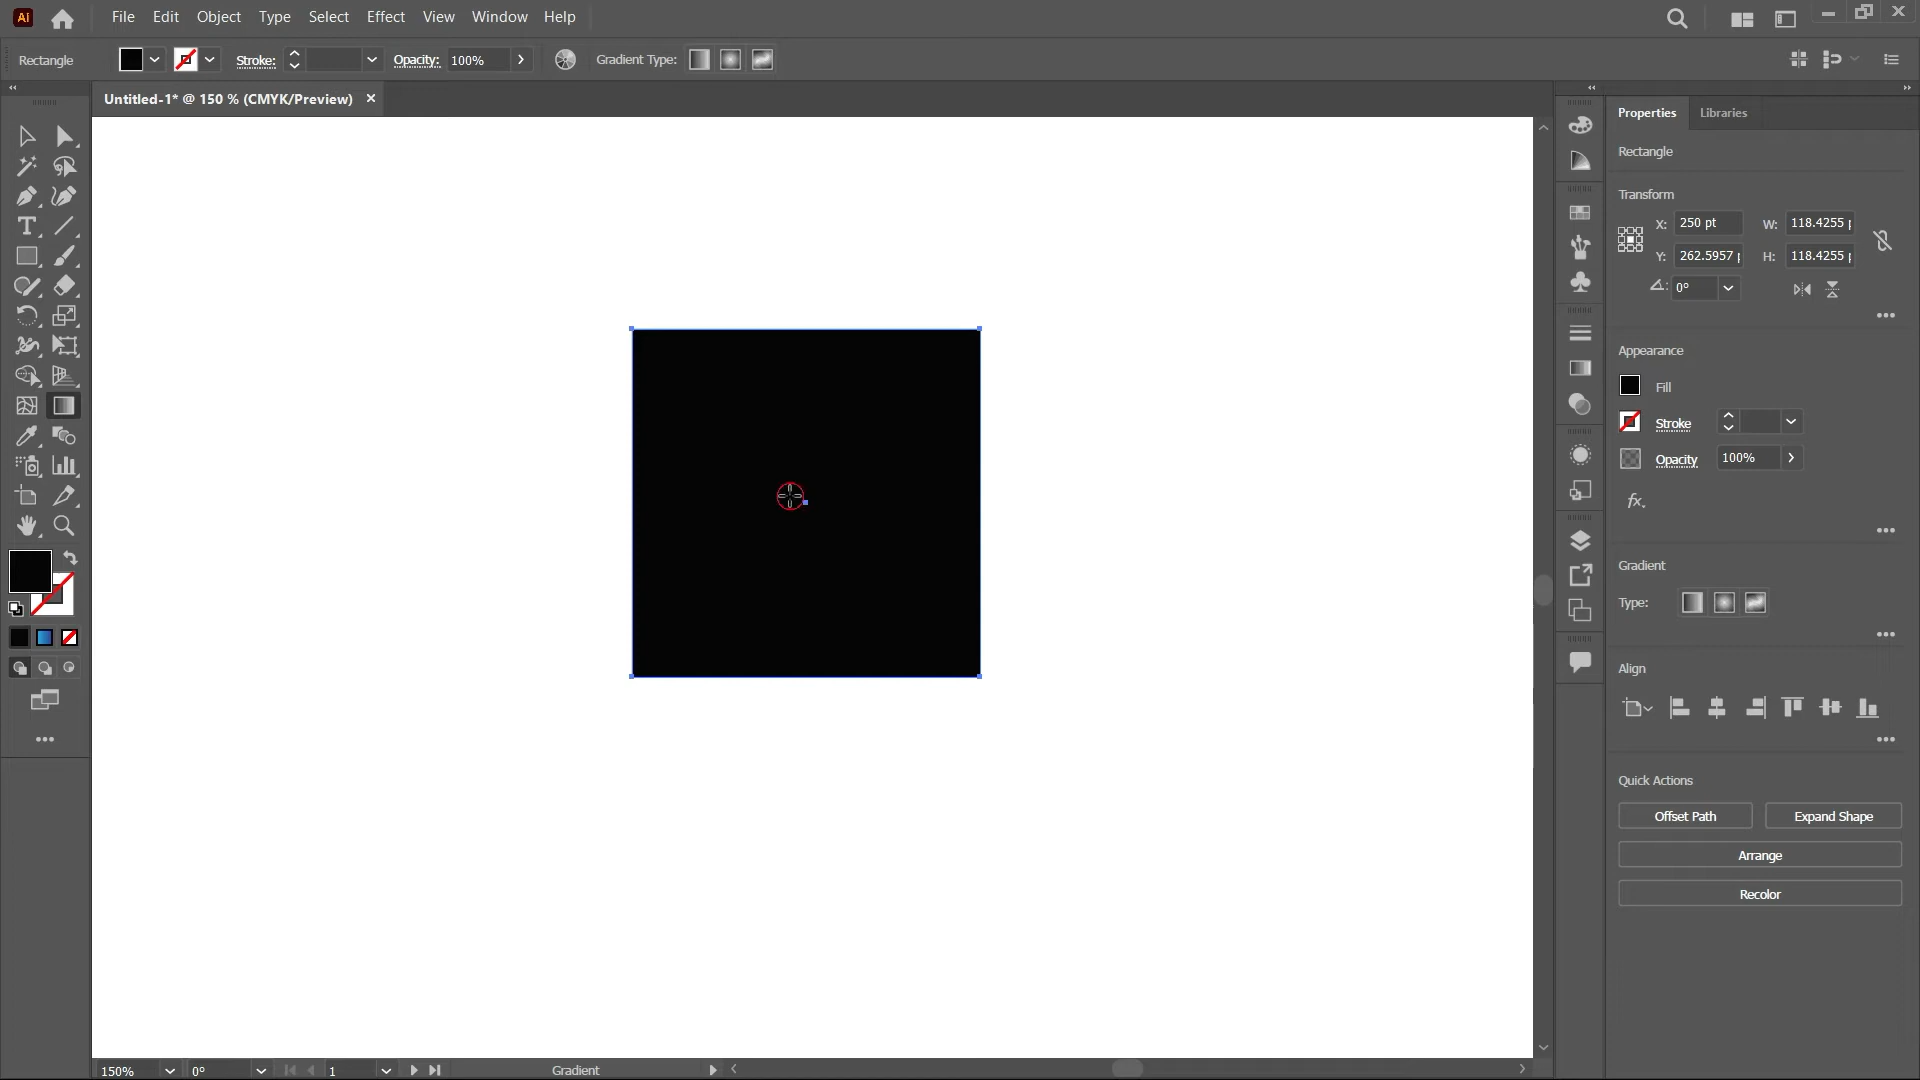 Ai File Edit Object Type Select Effect View Window Help
Rectangle Stroke: Opacity: 100% Gradient Type:
Untitled-1* @ 150 % (CMYK/Preview) ×
Properties Libraries
Rectangle
Transform
X: 250 pt W: 118.4255 p
Y: 262.5957 p H: 118.4255 p
0°
Appearance
Fill
Stroke
Opacity 100%
fx.
Gradient
Type:
Align
Quick Actions
Offset Path Expand Shape
Arrange
Recolor
150% 0° 1 Gradient